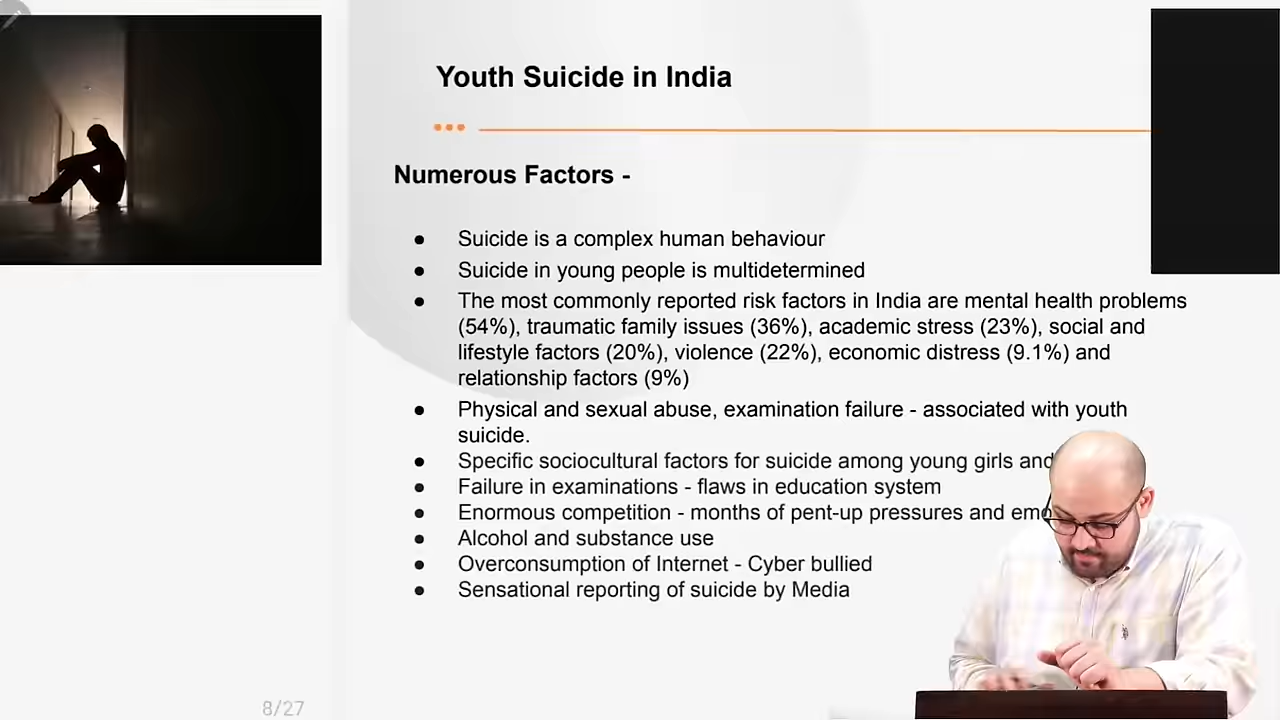 Youth Suicide in India
Numerous Factors -
● Suicide is a complex human behaviour
● Suicide in young people is multidetermined
● The most commonly reported risk factors in India are mental health problems
(54%), traumatic family issues (36%), academic stress (23%), social and
lifestyle factors (20%), violence (22%), economic distress (9.1%) and
relationship factors (9%)
● Physical and sexual abuse, examination failure - associated with youth
suicide.
● Specific sociocultural factors for suicide among young girls and
● Failure in examinations - flaws in education system
● Enormous competition - months of pent-up pressures and
● Alcohol and substance use
● Overconsumption of Internet - Cyber bullied
● Sensational reporting of suicide by Media
8/27